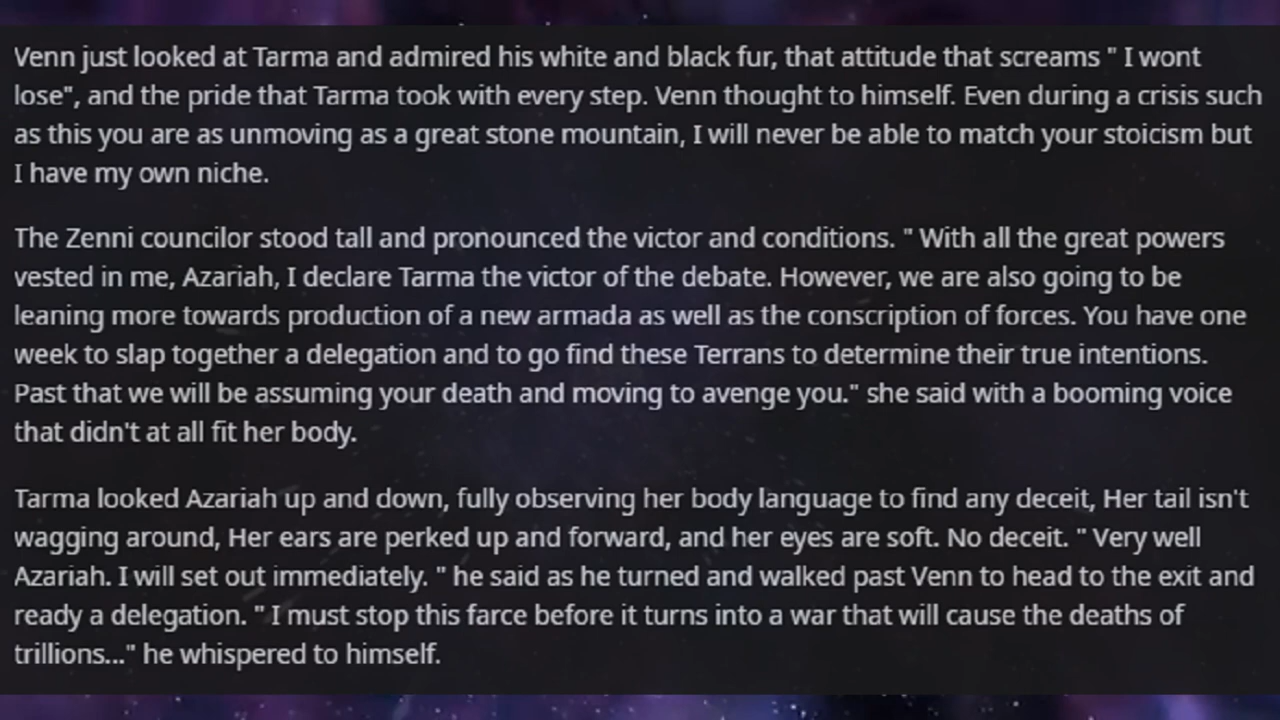 Venn just looked at Tarma and admired his white and black fur, that attitude that screams " I wont
lose", and the pride that Tarma took with every step. Venn thought to himself. Even during a crisis such
as this you are as unmoving as a great stone mountain, I will never be able to match your stoicism but
I have my own niche.
The Zenni councilor stood tall and pronounced the victor and conditions. " With all the great powers
vested in me, Azariah, I declare Tarma the victor of the debate. However, we are also going to be
leaning more towards production of a new armada as well as the conscription of forces. You have one
week to slap together a delegation and to go find these Terrans to determine their true intentions.
Past that we will be assuming your death and moving to avenge you." she said with a booming voice
that didn't at all fit her body.
Tarma looked Azariah up and down, fully observing her body language to find any deceit, Her tail isn't
wagging around, Her ears are perked up and forward, and her eyes are soft. No deceit. " Very well
Azariah. I will set out immediately. " he said as he turned and walked past Venn to head to the exit and
ready a delegation. " I must stop this farce before it turns into a war that will cause the deaths of
trillions..." he whispered to himself.